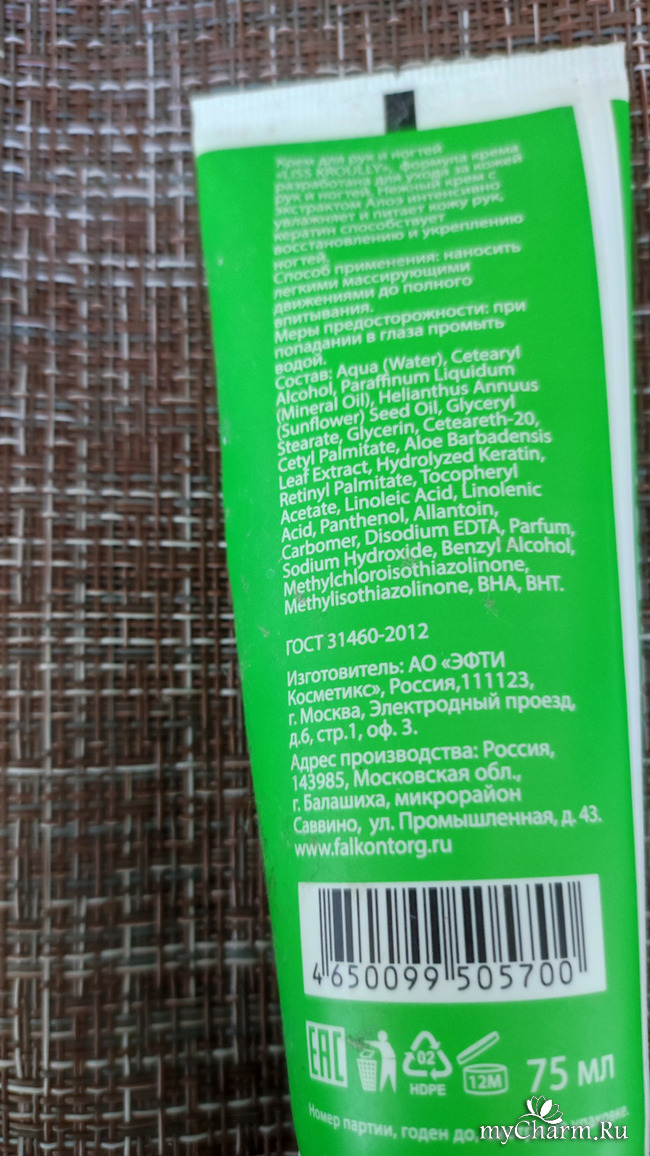 Крем для рук и ногтей
«LISS KROULLY», формула крема
разработана для ухода за кожей
рук и ногтей. Нежный крем с
экстрактом Алоэ интенсивно
увлажняет и питает кожу рук,
кератин способствует
восстановлению и укреплению
ногтей.
Способ применения: наносить
легкими массирующими
движениями до полного
впитывания.
Меры предосторожности: при
попадании в глаза промыть
водой.
Состав: Aqua (Water), Cetearyl
Alcohol, Paraffinum Liquidum
(Mineral Oil), Helianthus Annuus
(Sunflower) Seed Oil, Glyceryl
Stearate, Glycerin, Ceteareth-20,
Cetyl Palmitate, Aloe Barbadensis
Leaf Extract, Hydrolyzed Keratin,
Retinyl Palmitate, Tocopheryl
Acetate, Linoleic Acid, Linolenic
Acid, Panthenol, Allantoin,
Carbomer, Disodium EDTA, Parfum,
Sodium Hydroxide, Benzyl Alcohol,
Methylchloroisothiazolinone,
Methylisothiazolinone, BHA, BHT.
ГОСТ 31460-2012
Изготовитель: АО «ЭФТИ
Косметикс», Россия,111123,
г. Москва, Электродный проезд,
д.6, стр.1, оф. 3.
Адрес производства: Россия,
143985, Московская обл.,
г. Балашиха, микрорайон
Саввино, ул. Промышленная, д. 43.
www.falkontorg.ru
4650099 505700
EAC 02 HDPE 12M 75 мл
Номер партии, годен до, упаковке.
myCharm.Ru